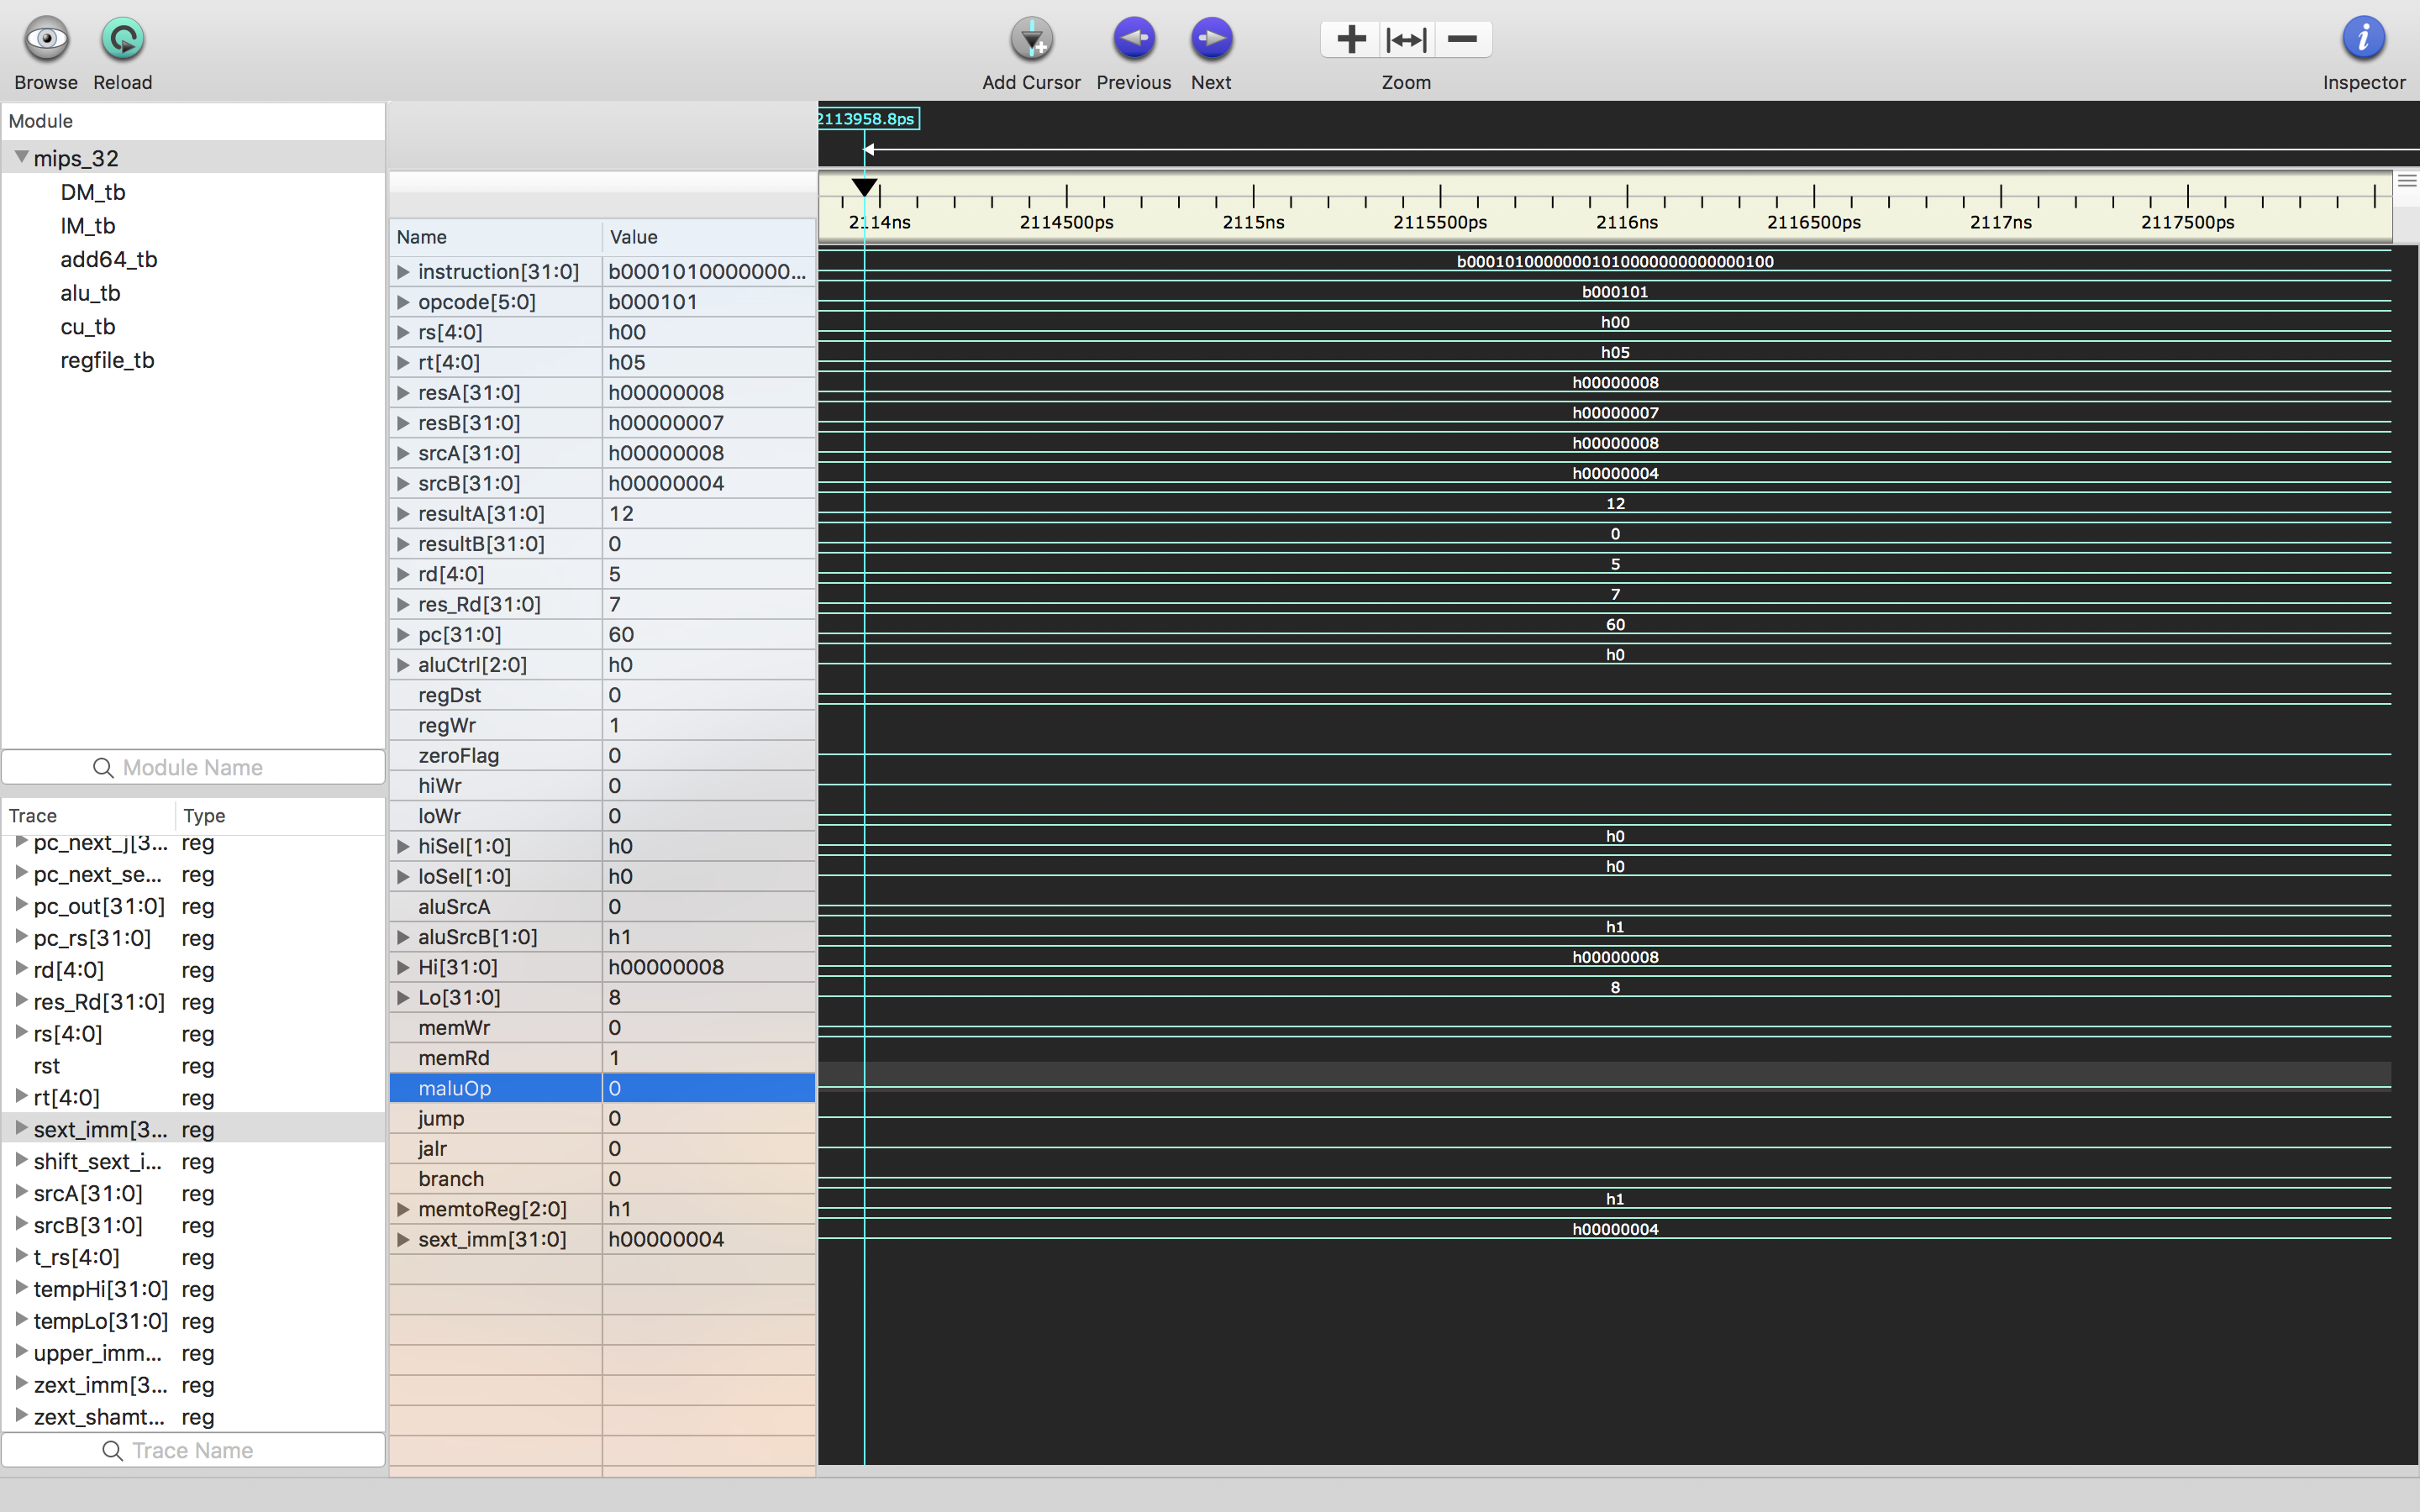 Browse Reload Add Cursor Previous Next Zoom Inspector
Module
mips_32
DM_tb
IM_tb
add64_tb
alu_tb
cu_tb
regfile_tb
Module Name
Trace Type
pc_next_j[3... reg
pc_next_se... reg
pc_out[31:0] reg
pc_rs[31:0] reg
rd[4:0] reg
res_Rd[31:0] reg
rs[4:0] reg
rst reg
rt[4:0] reg
sext_imm[3... reg
shift_sext_i... reg
srcA[31:0] reg
srcB[31:0] reg
t_rs[4:0] reg
tempHi[31:0] reg
tempLo[31:0] reg
upper_imm... reg
zext_imm[3... reg
zext_shamt... reg
Trace Name
Name Value
instruction[31:0] b0001010000000...
opcode[5:0] b000101
rs[4:0] h00
rt[4:0] h05
resA[31:0] h00000008
resB[31:0] h00000007
srcA[31:0] h00000008
srcB[31:0] h00000004
resultA[31:0] 12
resultB[31:0] 0
rd[4:0] 5
res_Rd[31:0] 7
pc[31:0] 60
aluCtrl[2:0] h0
regDst 0
regWr 1
zeroFlag 0
hiWr 0
loWr 0
hiSel[1:0] h0
loSel[1:0] h0
aluSrcA 0
aluSrcB[1:0] h1
Hi[31:0] h00000008
Lo[31:0] 8
memWr 0
memRd 1
maluOp 0
jump 0
jalr 0
branch 0
memtoReg[2:0] h1
sext_imm[31:0] h00000004
2113958.8ps
2114ns 2114500ps 2115ns 2115500ps 2116ns 2116500ps 2117ns 2117500ps
b00010100000001010000000000000100
b000101
h00
h05
h00000008
h00000007
h00000008
h00000004
12
0
5
7
60
h0
h0
h0
h1
h00000008
8
h1
h00000004